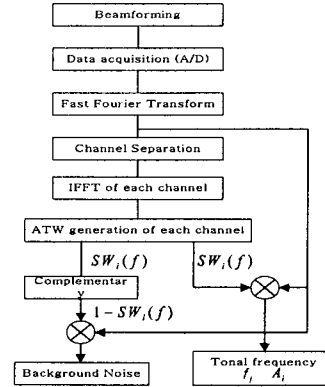 Beamforming
Data acquisition (A/D)
Fast Fourier Transform
Channel Separation
IFFT of each channel
ATW generation of each channel
SW_i(f)
SW_i(f)
Complementar
y
1 - SW_i(f)
Background Noise
Tonal frequency
f_i A_i